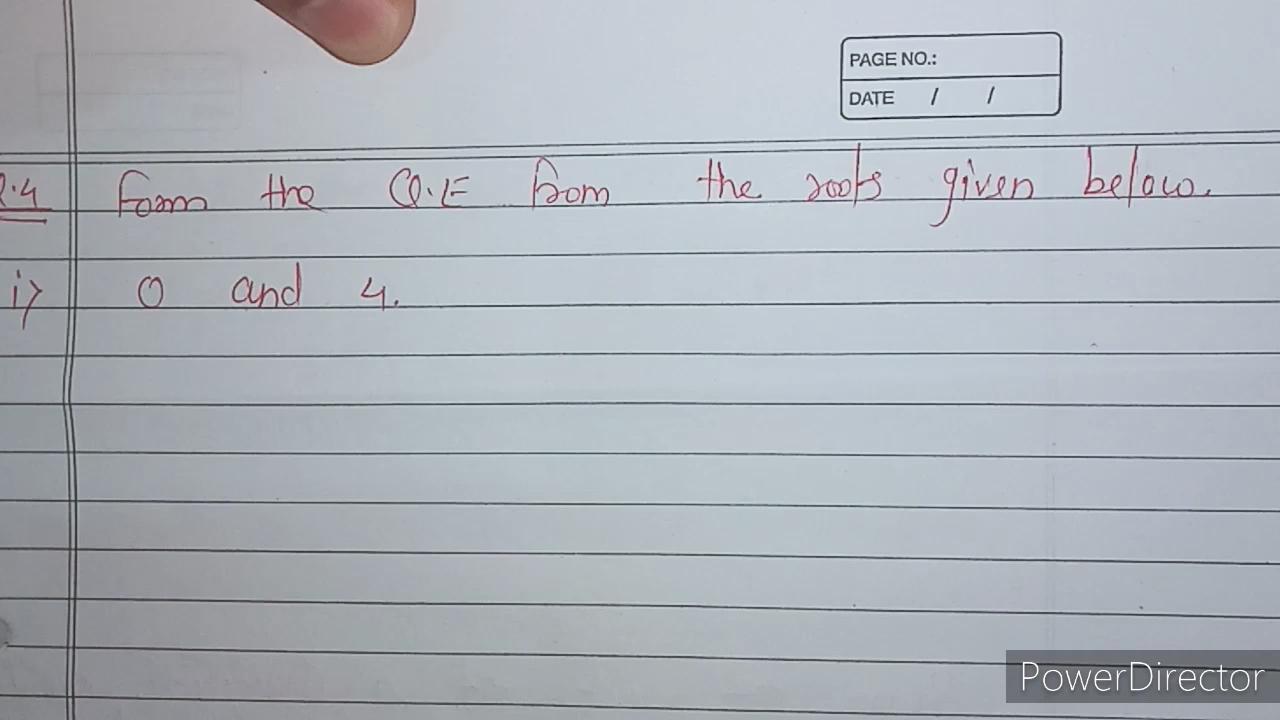 PAGE NO.:
DATE / /
Q.4 Form the Q.E from the roots given below.
i) 0 and 4.
PowerDirector